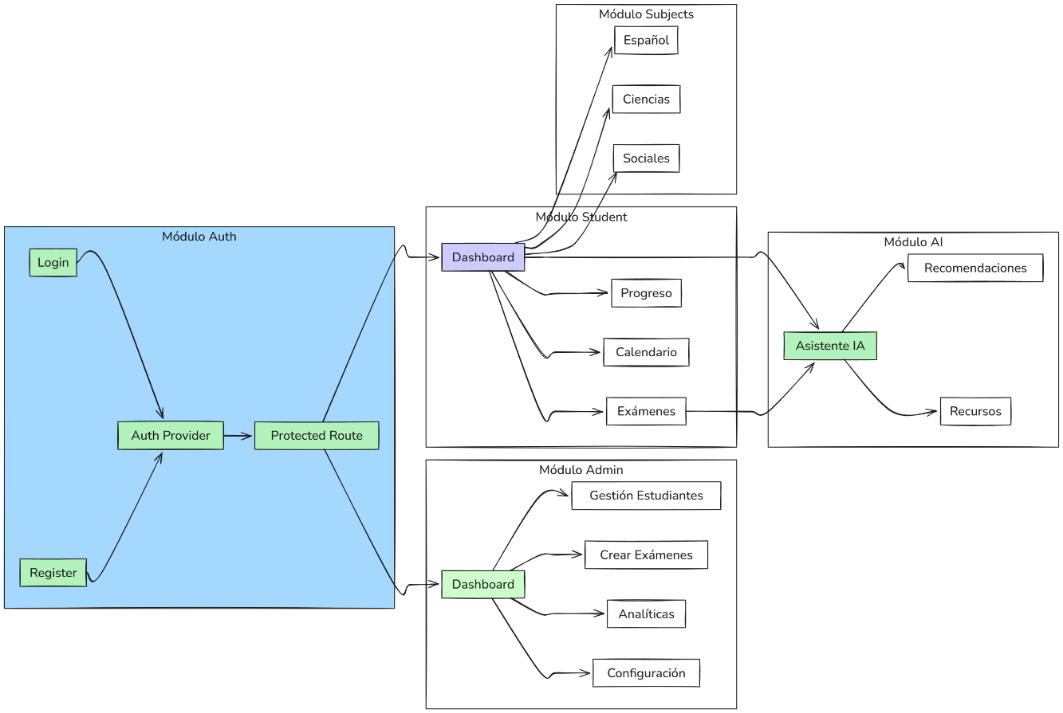 Módulo Subjects
Español
Ciencias
Sociales
Módulo Auth
Login
Auth Provider
Protected Route
Register
Módulo Student
Dashboard
Progreso
Calendario
Exámenes
Módulo AI
Recomendaciones
Asistente IA
Recursos
Módulo Admin
Gestión Estudiantes
Crear Exámenes
Dashboard
Analíticas
Configuración